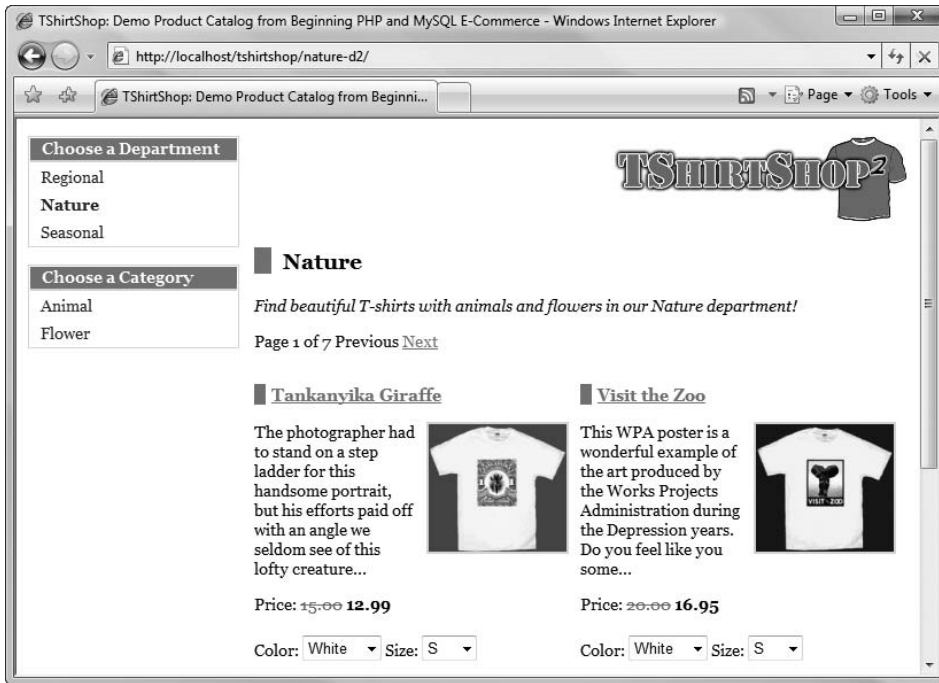 TShirtShop: Demo Product Catalog from Beginning PHP and MySQL E-Commerce - Windows Internet Explorer
http://localhost/tshirtshop/nature-d2/
TShirtShop: Demo Product Catalog from Beginni...
Page
Tools
Choose a Department
Regional
Nature
Seasonal
Choose a Category
Animal
Flower
TShirtShop2
Nature
Find beautiful T-shirts with animals and flowers in our Nature department!
Page 1 of 7 Previous Next
Tankanyika Giraffe
The photographer had
to stand on a step
ladder for this
handsome portrait,
but his efforts paid off
with an angle we
seldom see of this
lofty creature...
Price: 15.00 12.99
Color: White Size: S
Visit the Zoo
This WPA poster is a
wonderful example of
the art produced by
the Works Projects
Administration during
the Depression years.
Do you feel like you
some...
VISIT - ZOO
Price: 20.00 16.95
Color: White Size: S